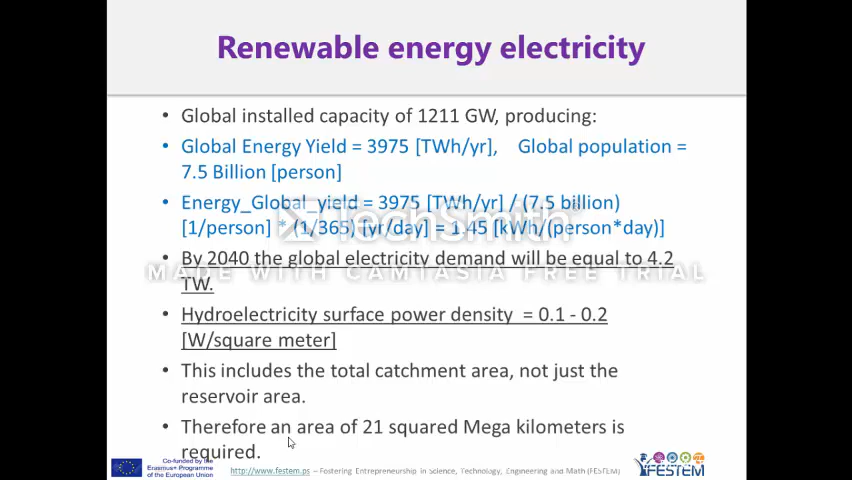 Renewable energy electricity
• Global installed capacity of 1211 GW, producing:
• Global Energy Yield = 3975 [TWh/yr], Global population =
7.5 Billion [person]
• Energy_Global_yield = 3975 [TWh/yr] / (7.5 billion)
[1/person] * (1/365) [yr/day] = 1.45 [kWh/(person*day)]
TechSmith
• By 2040 the global electricity demand will be equal to 4.2
MADE WITH CAMTASIA FREE TRIAL
TW.
• Hydroelectricity surface power density = 0.1 - 0.2
[W/square meter]
• This includes the total catchment area, not just the
reservoir area.
• Therefore an area of 21 squared Mega kilometers is
required.
Co-funded by the
Erasmus+ Programme
of the European Union
http://www.festem.ps – Fostering Entrepreneurship in Science, Technology, Engineering and Math (FESTEM)
FESTEM